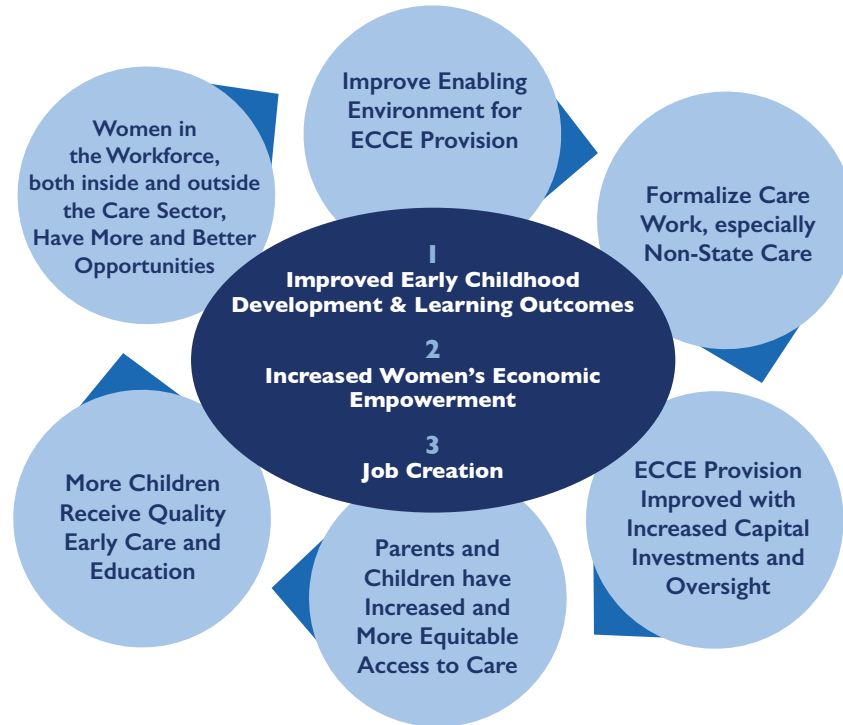 Improve Enabling
Environment for
ECCE Provision
Formalize Care
Work, especially
Non-State Care
ECCE Provision
Improved with
Increased Capital
Investments and
Oversight
Parents and
Children have
Increased and
More Equitable
Access to Care
More Children
Receive Quality
Early Care and
Education
Women in
the Workforce,
both inside and outside
the Care Sector,
Have More and Better
Opportunities
1
Improved Early Childhood
Development & Learning Outcomes
2
Increased Women's Economic
Empowerment
3
Job Creation